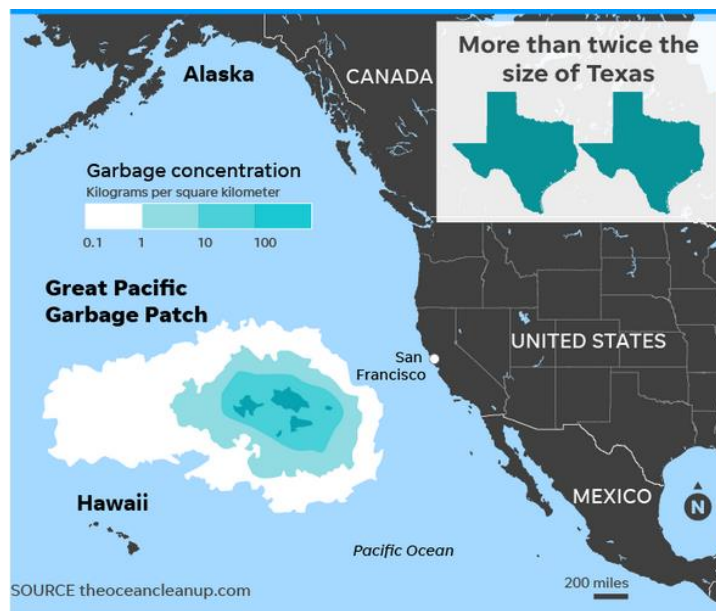 More than twice the
size of Texas
Alaska
CANADA
Garbage concentration
Kilograms per square kilometer
0.1 1 10 100
Great Pacific
Garbage Patch
San
Francisco
UNITED STATES
Hawaii
MEXICO
N
Pacific Ocean
SOURCE theoceancleanup.com
200 miles